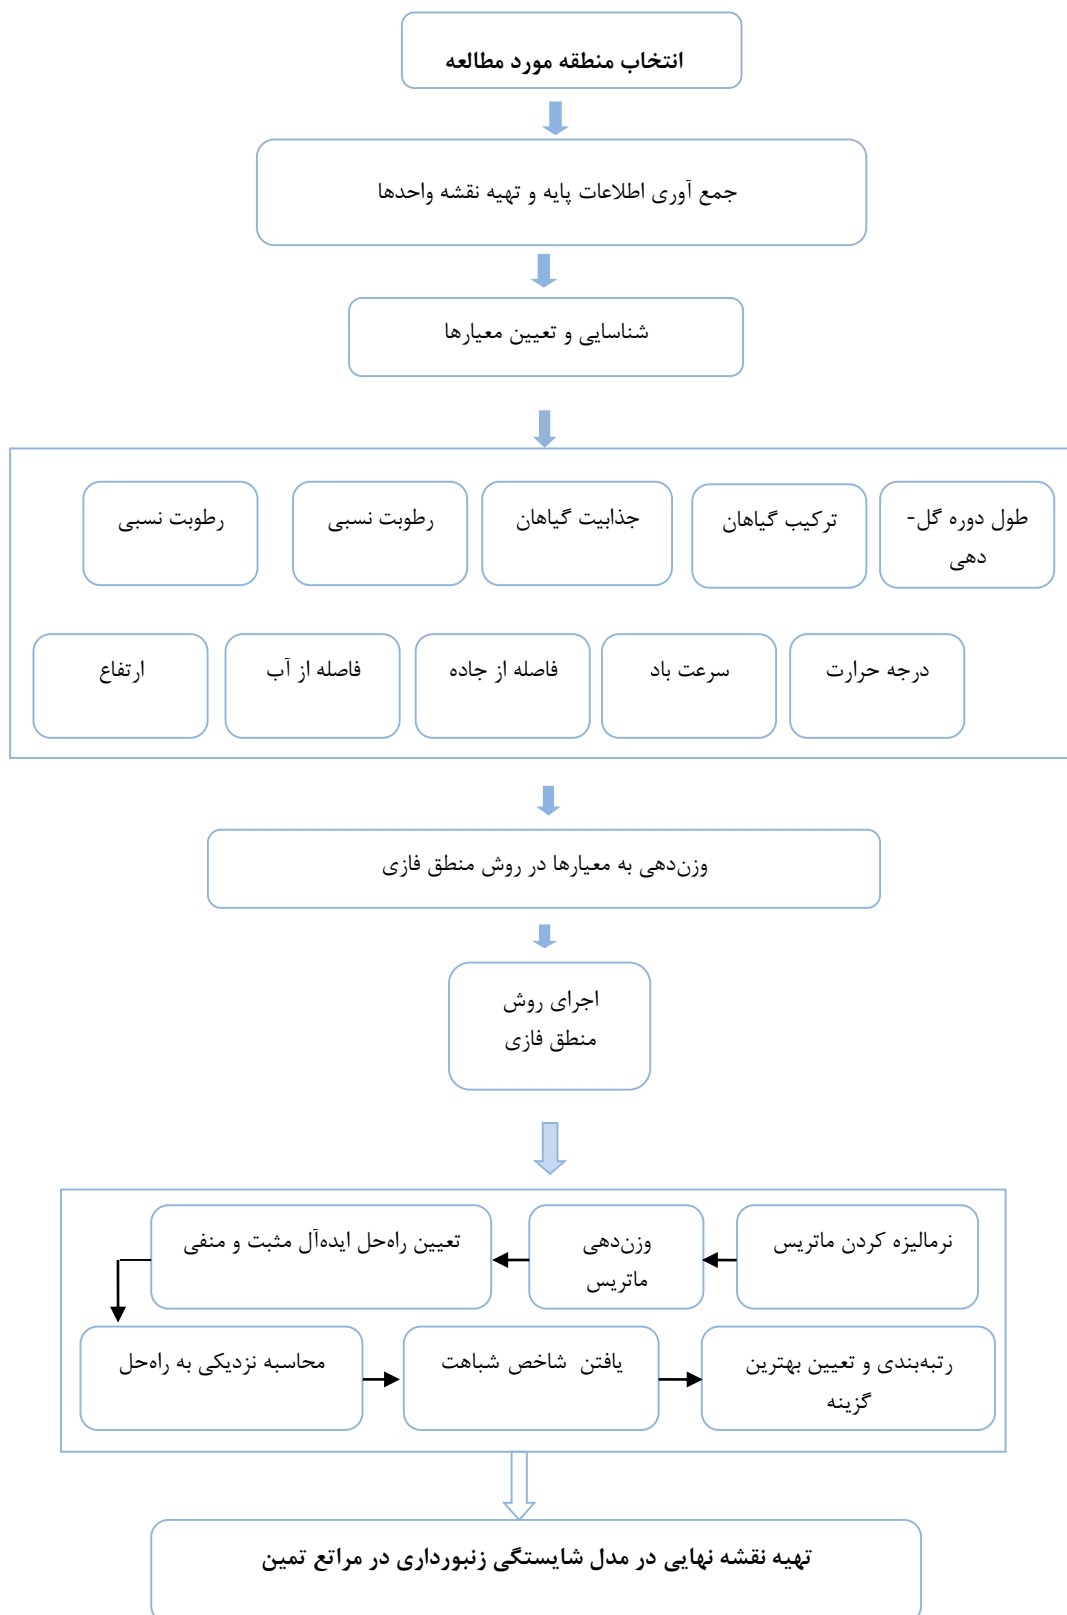 انتخاب منطقه مورد مطالعه
جمع آوری اطلاعات پایه و تهیه نقشه واحدها
شناسایی و تعیین معیارها
طول دوره گل-
دهی
ترکیب گیاهان
جذابیت گیاهان
رطوبت نسبی
رطوبت نسبی
درجه حرارت
سرعت باد
فاصله از جاده
فاصله از آب
ارتفاع
وزن‌دهی به معیارها در روش منطق فازی
اجرای روش
منطق فازی
نرمالیزه کردن ماتریس
وزن‌دهی
ماتریس
تعیین راه‌حل ایده‌آل مثبت و منفی
محاسبه نزدیکی به راه‌حل
یافتن شاخص شباهت
رتبه‌بندی و تعیین بهترین
گزینه
تهیه نقشه نهایی در مدل شایستگی زنبورداری در مراتع تمین